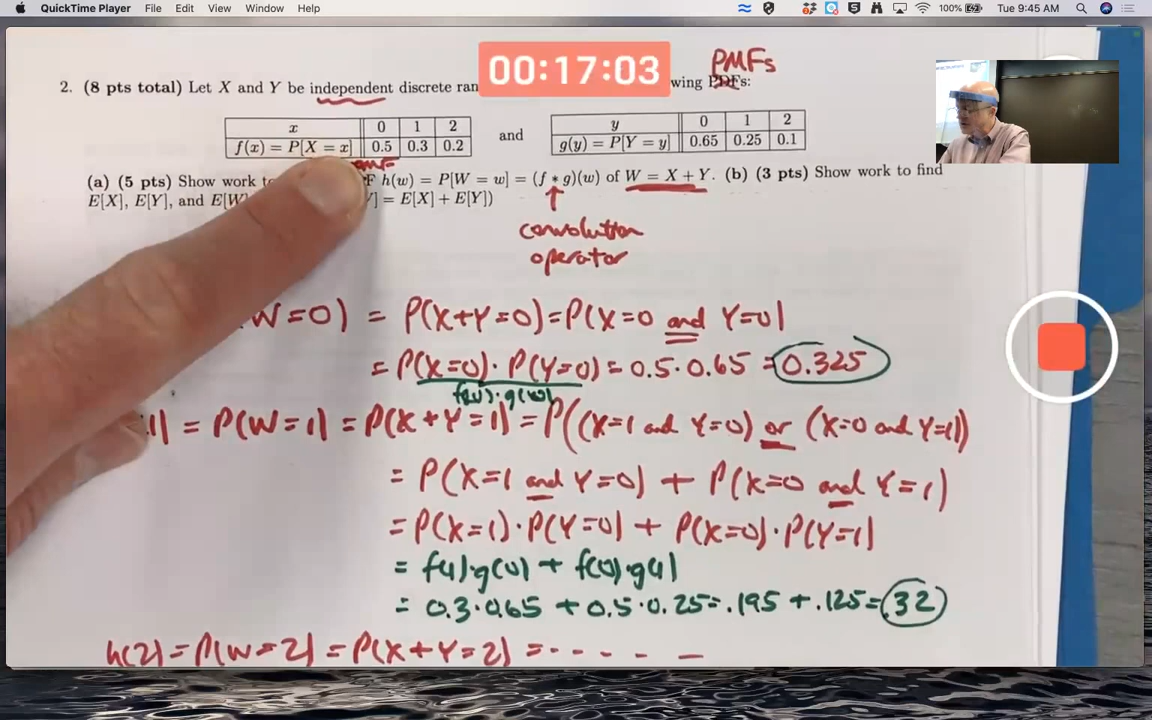 QuickTime Player File Edit View Window Help 100% Tue 9:45 AM
00:17:03
PMFs
2. (8 pts total) Let X and Y be independent discrete ran wing PDFs:
x 0 1 2
f(x) = P[X = x] 0.5 0.3 0.2
and
y 0 1 2
g(y) = P[Y = y] 0.65 0.25 0.1
PMF
(a) (5 pts) Show work to F h(w) = P[W = w] = (f * g)(w) of W = X + Y. (b) (3 pts) Show work to find
E[X], E[Y], and E[W] Y] = E[X] + E[Y])
convolution
operator
W=0) = P(X+Y=0) = P(X=0 and Y=0)
= P(X=0) · P(Y=0) = 0.5 · 0.65 = 0.325
f(0) · g(0)
1) = P(W=1) = P(X+Y=1) = P((X=1 and Y=0) or (X=0 and Y=1))
= P(X=1 and Y=0) + P(X=0 and Y=1)
= P(X=1) · P(Y=0) + P(X=0) · P(Y=1)
= f(1) g(0) + f(0) g(1)
= 0.3 · 0.65 + 0.5 · 0.25 = .195 + .125 = .32
h(2) = P(W=2) = P(X+Y=2) = - - - - —